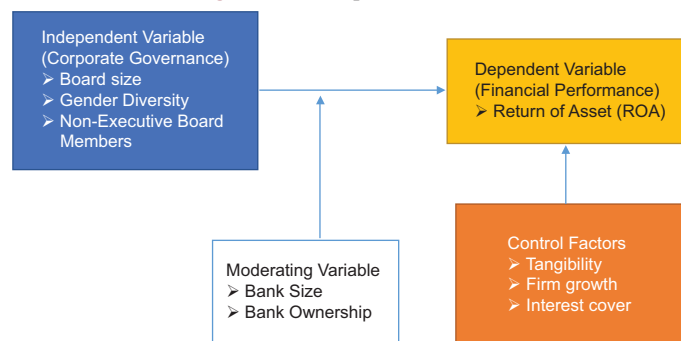 Independent Variable
(Corporate Governance)
➢ Board size
➢ Gender Diversity
➢ Non-Executive Board
Members
Dependent Variable
(Financial Performance)
➢ Return of Asset (ROA)
Moderating Variable
➢ Bank Size
➢ Bank Ownership
Control Factors
➢ Tangibility
➢ Firm growth
➢ Interest cover